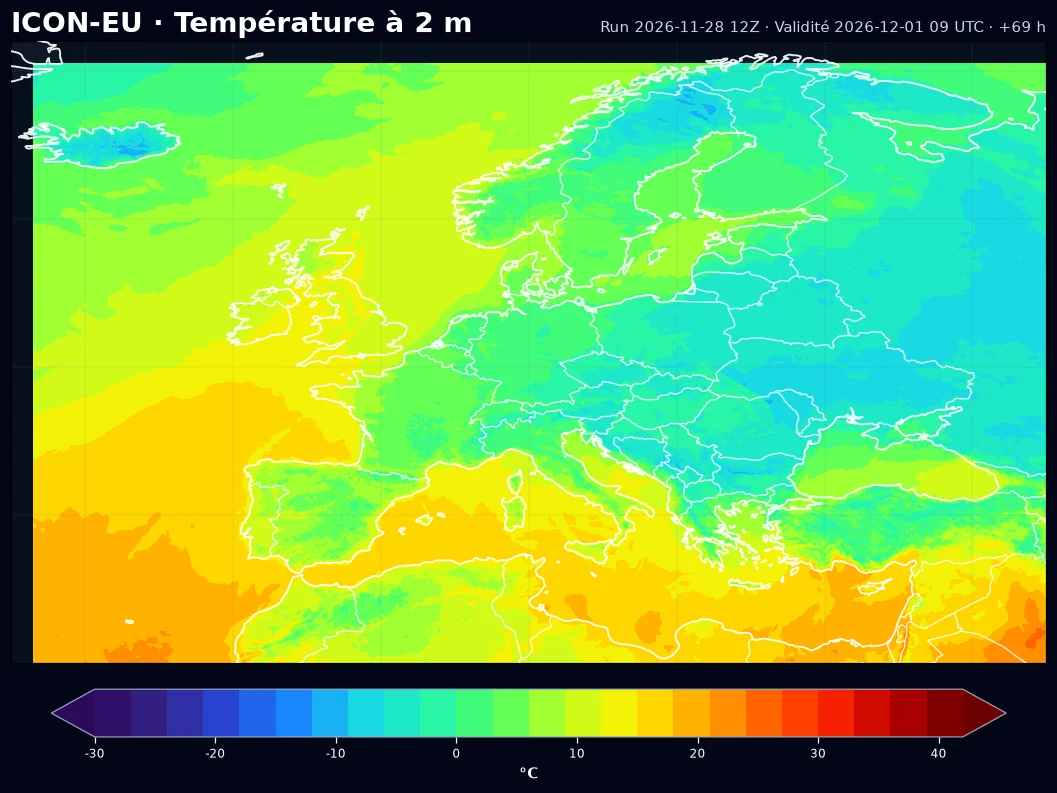 ICON-EU · Température à 2 m
Run 2026-11-28 12Z · Validité 2026-12-01 09 UTC · +69 h
-30 -20 -10 0 10 20 30 40
°C